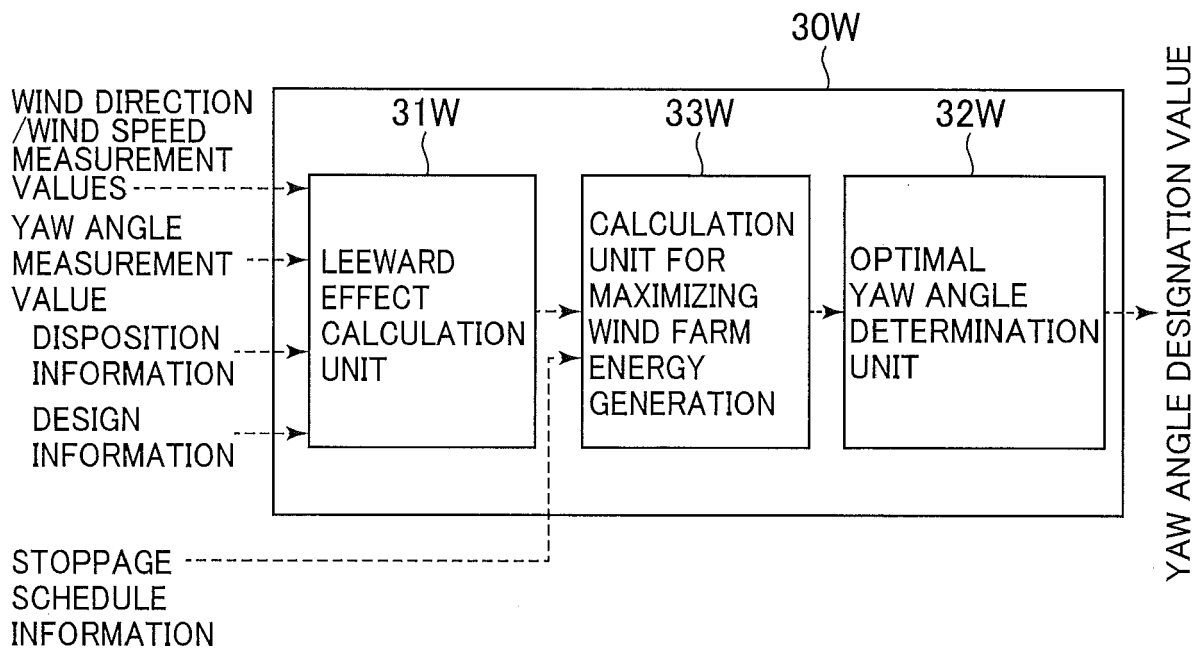 30W
WIND DIRECTION
/WIND SPEED
MEASUREMENT
VALUES
YAW ANGLE
MEASUREMENT
VALUE
DISPOSITION
INFORMATION
DESIGN
INFORMATION
STOPPAGE
SCHEDULE
INFORMATION
31W
LEEWARD
EFFECT
CALCULATION
UNIT
33W
CALCULATION
UNIT FOR
MAXIMIZING
WIND FARM
ENERGY
GENERATION
32W
OPTIMAL
YAW ANGLE
DETERMINATION
UNIT
YAW ANGLE DESIGNATION VALUE